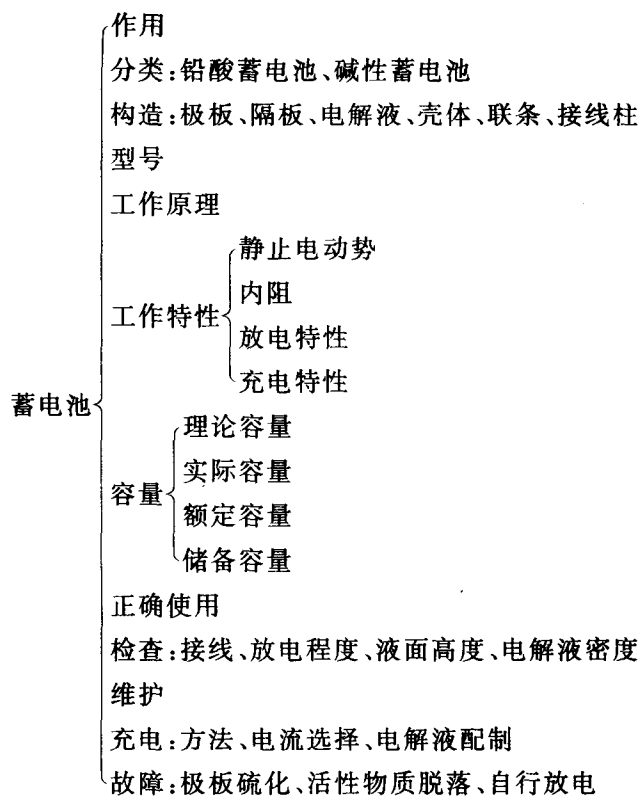 作用
分类:铅酸蓄电池、碱性蓄电池
构造:极板、隔板、电解液、壳体、联条、接线柱
型号
工作原理
静止电动势
内阻
工作特性
放电特性
充电特性
蓄电池
理论容量
实际容量
容量
额定容量
储备容量
正确使用
检查:接线、放电程度、液面高度、电解液密度
维护
充电:方法、电流选择、电解液配制
故障:极板硫化、活性物质脱落、自行放电